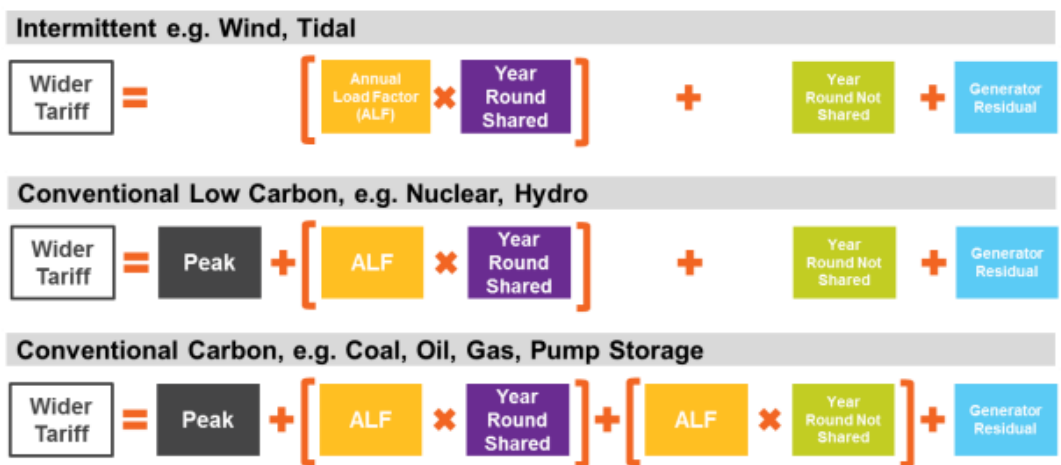 Intermittent e.g. Wind, Tidal
Wider
Tariff
=
[
Annual
Load Factor
(ALF)
×
Year
Round
Shared
]
+
Year
Round Not
Shared
+
Generator
Residual
Conventional Low Carbon, e.g. Nuclear, Hydro
Wider
Tariff
=
Peak
+
[
ALF
×
Year
Round
Shared
]
+
Year
Round Not
Shared
+
Generator
Residual
Conventional Carbon, e.g. Coal, Oil, Gas, Pump Storage
Wider
Tariff
=
Peak
+
[
ALF
×
Year
Round
Shared
]
+
[
ALF
×
Year
Round Not
Shared
]
+
Generator
Residual